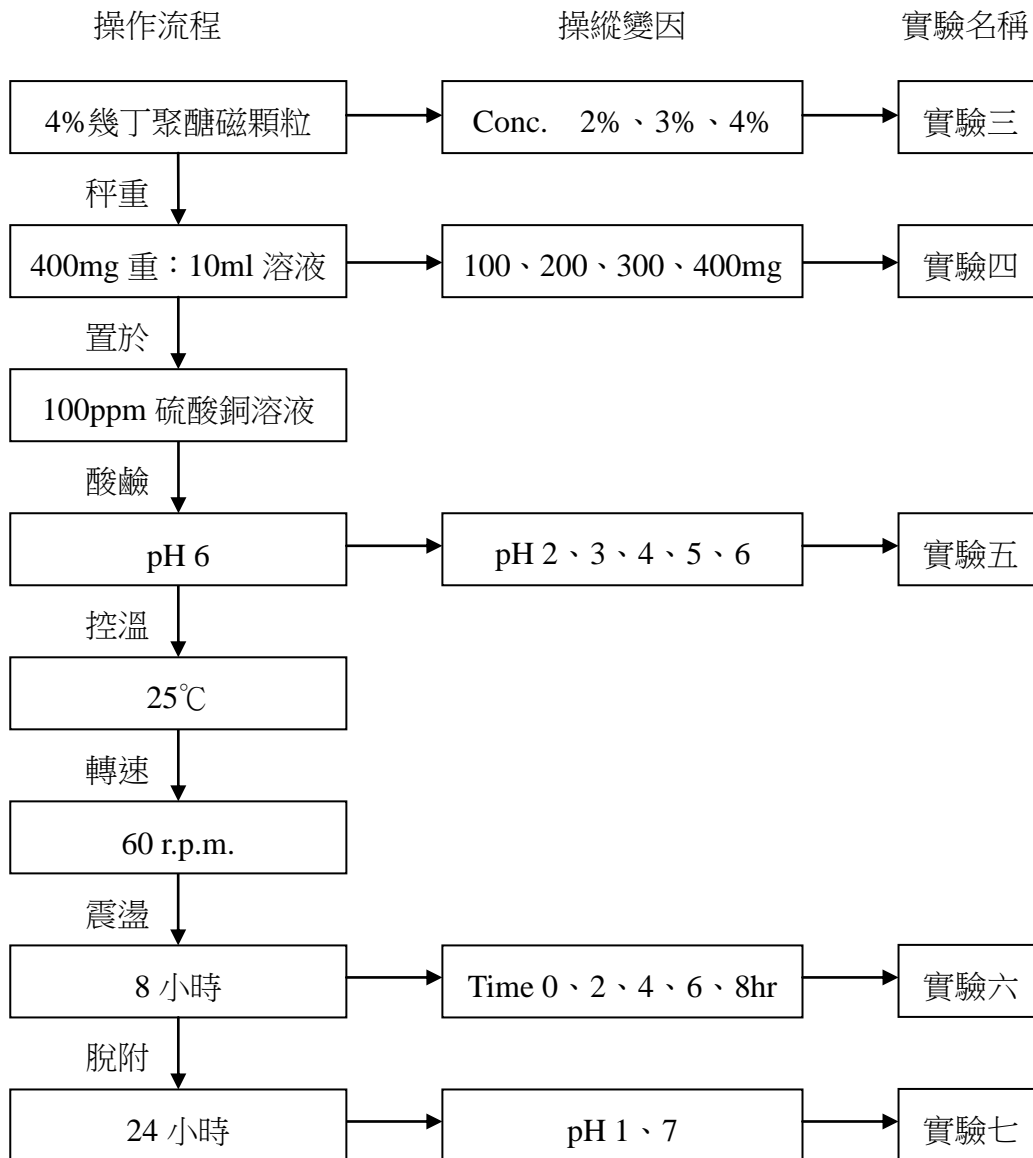 操作流程 操縱變因 實驗名稱
4%幾丁聚醣磁顆粒 Conc. 2%、3%、4% 實驗三
秤重
400mg 重：10ml 溶液 100、200、300、400mg 實驗四
置於
100ppm 硫酸銅溶液
酸鹼
pH 6 pH 2、3、4、5、6 實驗五
控溫
25℃
轉速
60 r.p.m.
震盪
8 小時 Time 0、2、4、6、8hr 實驗六
脫附
24 小時 pH 1、7 實驗七